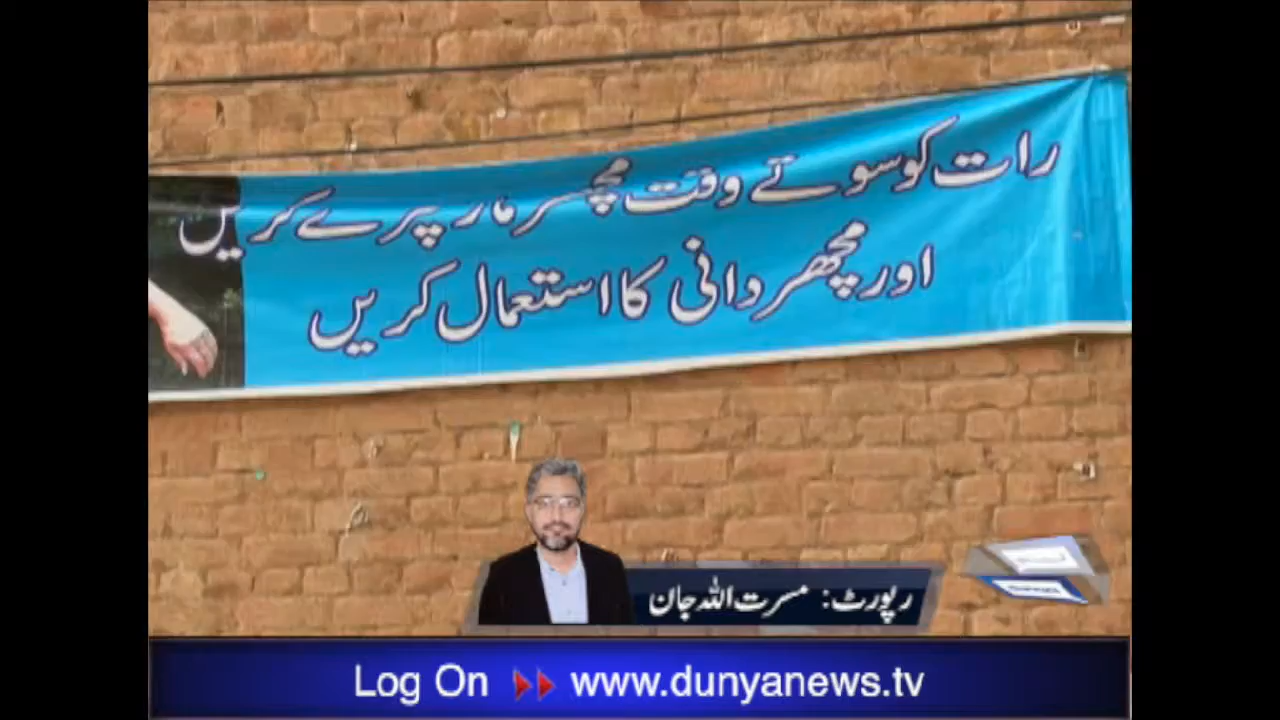 رات کو سوتے وقت مچھر مار سپرے کریں
اور مچھر دانی کا استعمال کریں
رپورٹ: مسرت اللہ جان
Log On www.dunyanews.tv